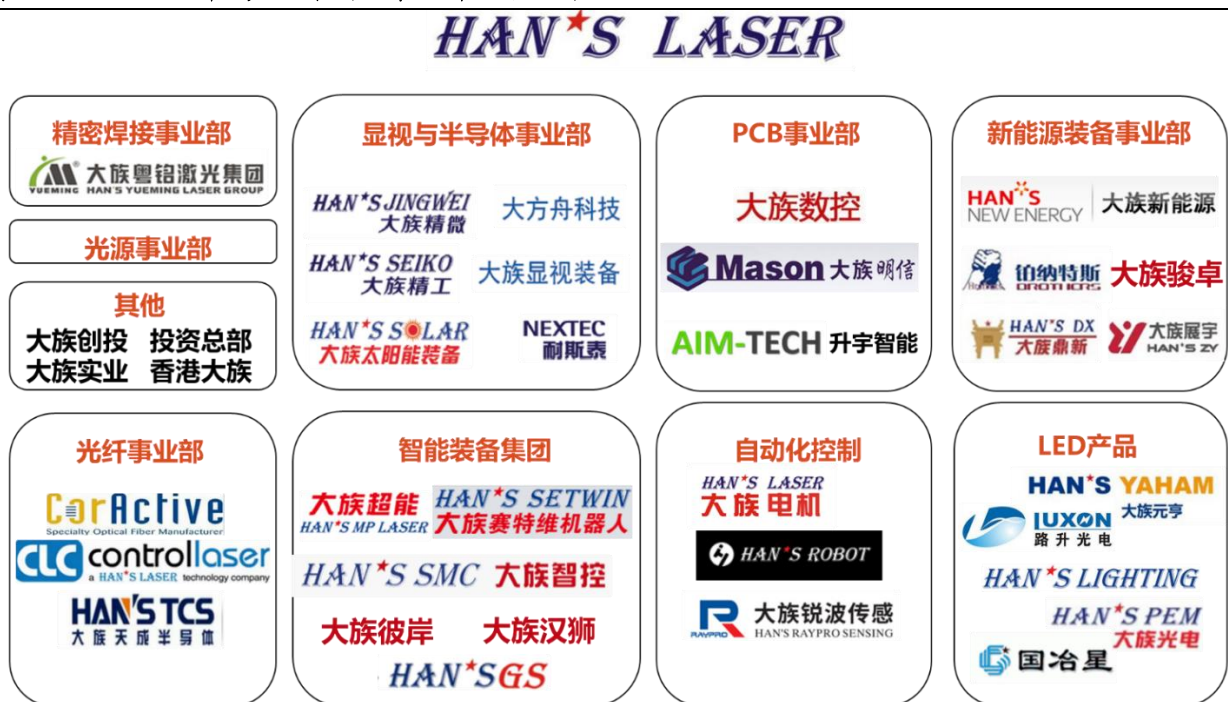 HAN*S LASER
精密焊接事业部
大族粤铭激光集团
YUEMING HAN'S YUEMING LASER GROUP
光源事业部
其他
大族创投 投资总部
大族实业 香港大族
显视与半导体事业部
HAN*S JINGWEI
大族精微
大方舟科技
HAN*S SEIKO
大族精工
大族显视装备
HAN*S SOLAR
大族太阳能装备
NEXTEC
耐斯泰
PCB事业部
大族数控
Mason 大族明信
AIM-TECH 升宇智能
新能源装备事业部
HAN*S
NEW ENERGY
大族新能源
铂纳特斯
BROTHERS
大族骏卓
HAN'S DX
大族鼎新
大族展宇
HAN'S ZY
光纤事业部
CorActive
Specialty Optical Fiber Manufacturer
CLC controllaser
a HAN*S LASER technology company
HAN'S TCS
大族天成半导体
智能装备集团
大族超能
HAN*S MP LASER
HAN*S SETWIN
大族赛特维机器人
HAN*S SMC 大族智控
大族彼岸 大族汉狮
HAN*SGS
自动化控制
HAN*S LASER
大族电机
HAN*S ROBOT
RAYPRO
大族锐波传感
HAN'S RAYPRO SENSING
LED产品
HAN*S YAHAM
大族元亨
LUXON
路升光电
HAN*S LIGHTING
HAN*S PEM
大族光电
国冶星